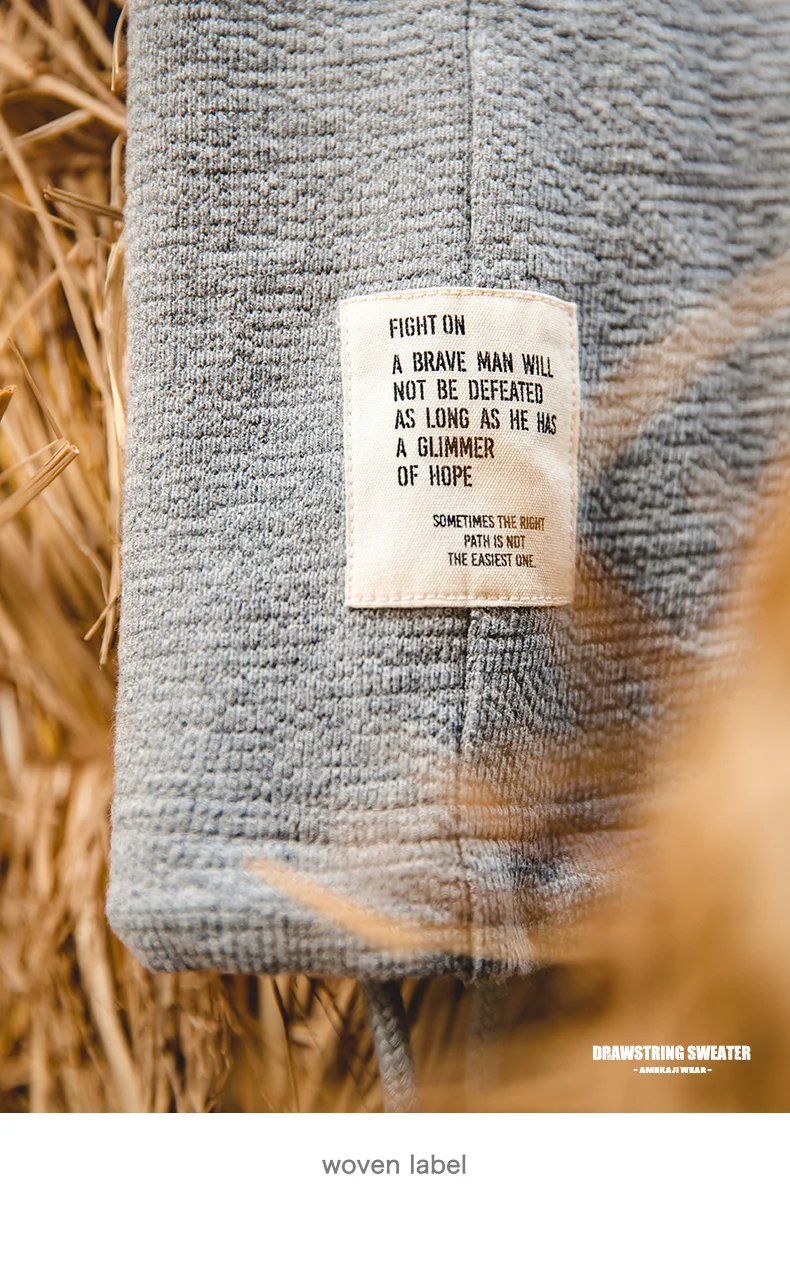 FIGHT ON
A BRAVE MAN WILL
NOT BE DEFEATED
AS LONG AS HE HAS
A GLIMMER
OF HOPE
SOMETIMES THE RIGHT
PATH IS NOT
THE EASIEST ONE.
DRAWSTRING SWEATER
- AMEKAJI WEAR -
woven label